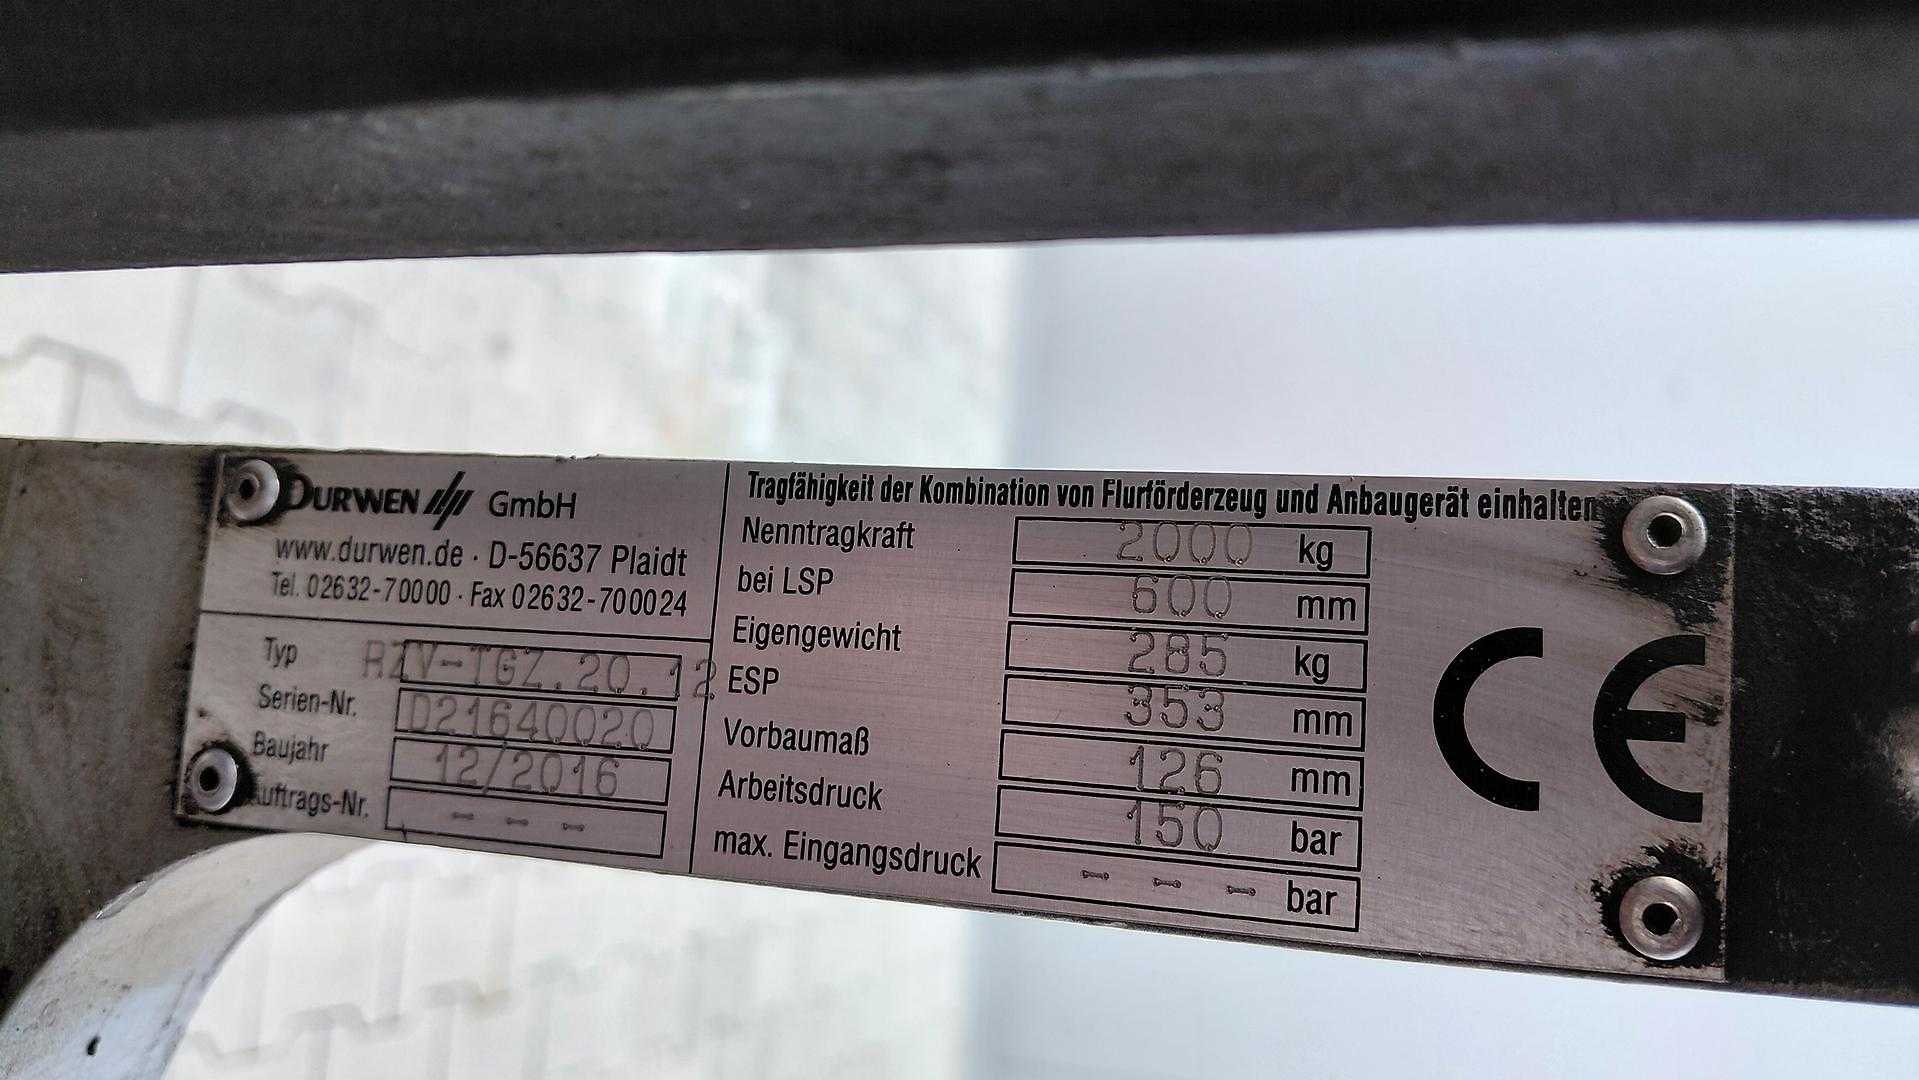 DURWEN GmbH
www.durwen.de · D-56637 Plaidt
Tel. 02632-70000 · Fax 02632-700024
Typ RZV-TGZ.20.12
Serien-Nr. D21640020
Baujahr 12/2016
Auftrags-Nr. - - -
Tragfähigkeit der Kombination von Flurförderzeug und Anbaugerät einhalten
Nenntragkraft 2000 kg
bei LSP 600 mm
Eigengewicht 285 kg
ESP 353 mm
Vorbaumaß 126 mm
Arbeitsdruck 150 bar
max. Eingangsdruck - - - bar
CE